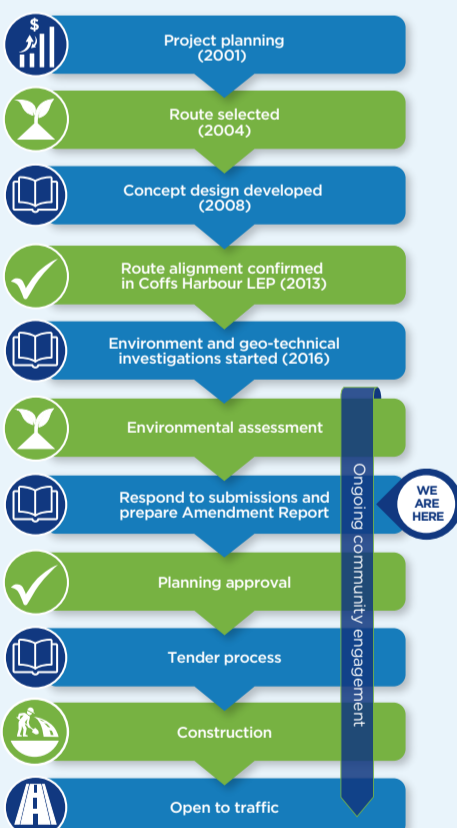 $
Project planning
(2001)
Route selected
(2004)
Concept design developed
(2008)
Route alignment confirmed
in Coffs Harbour LEP (2013)
Environment and geo-technical
investigations started (2016)
Environmental assessment
Respond to submissions and
prepare Amendment Report
WE
ARE
HERE
Ongoing community engagement
Planning approval
Tender process
Construction
Open to traffic